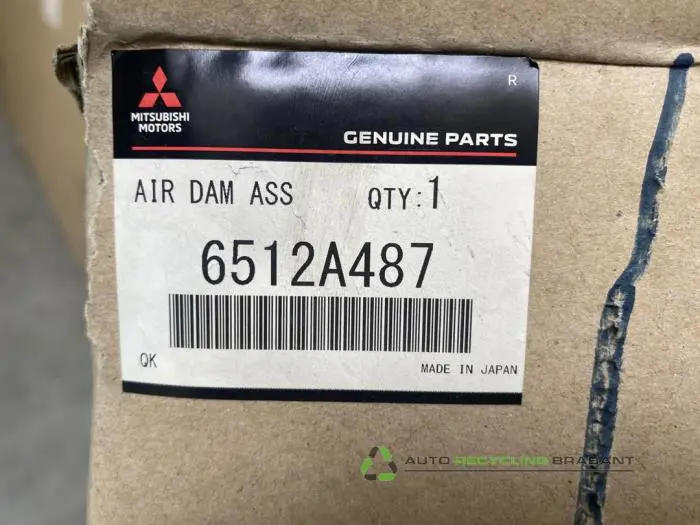 R
MITSUBISHI
MOTORS
GENUINE PARTS
AIR DAM ASS QTY:1
6512A487
QK
MADE IN JAPAN
AUTO RECYCLING BRABANT